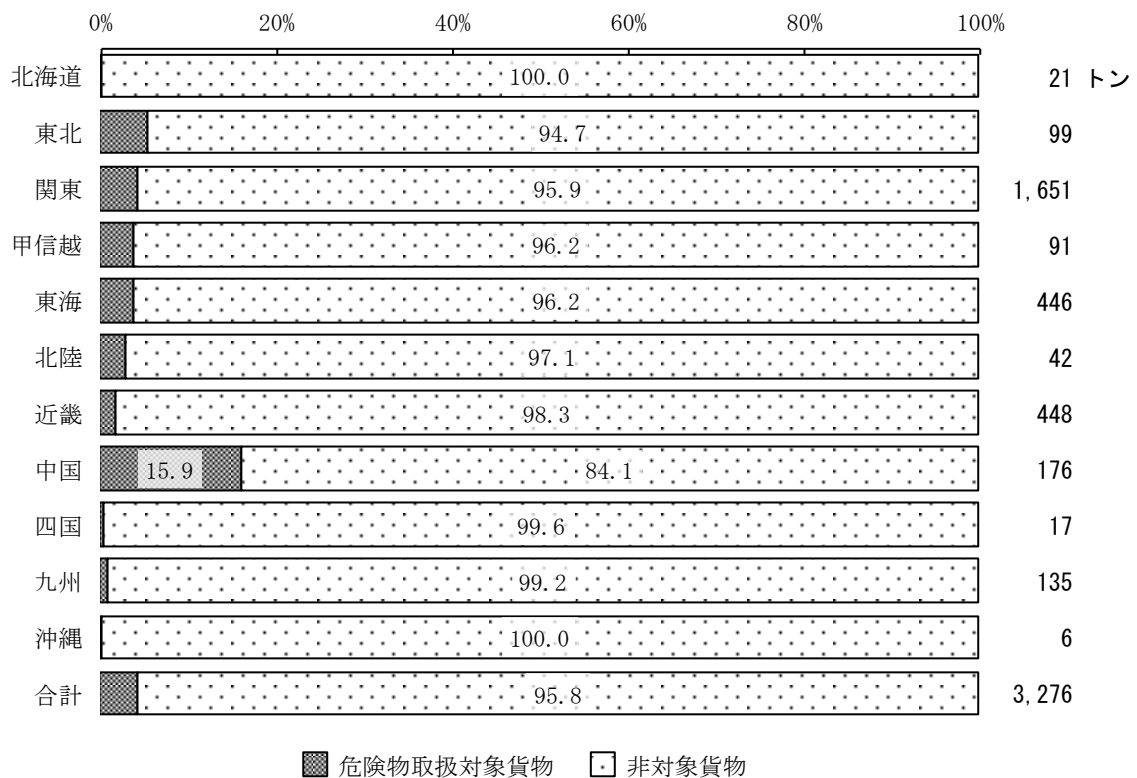 0% 20% 40% 60% 80% 100%
北海道 100.0 21 トン
東北 94.7 99
関東 95.9 1,651
甲信越 96.2 91
東海 96.2 446
北陸 97.1 42
近畿 98.3 448
中国 15.9 84.1 176
四国 99.6 17
九州 99.2 135
沖縄 100.0 6
合計 95.8 3,276
危険物取扱対象貨物 非対象貨物